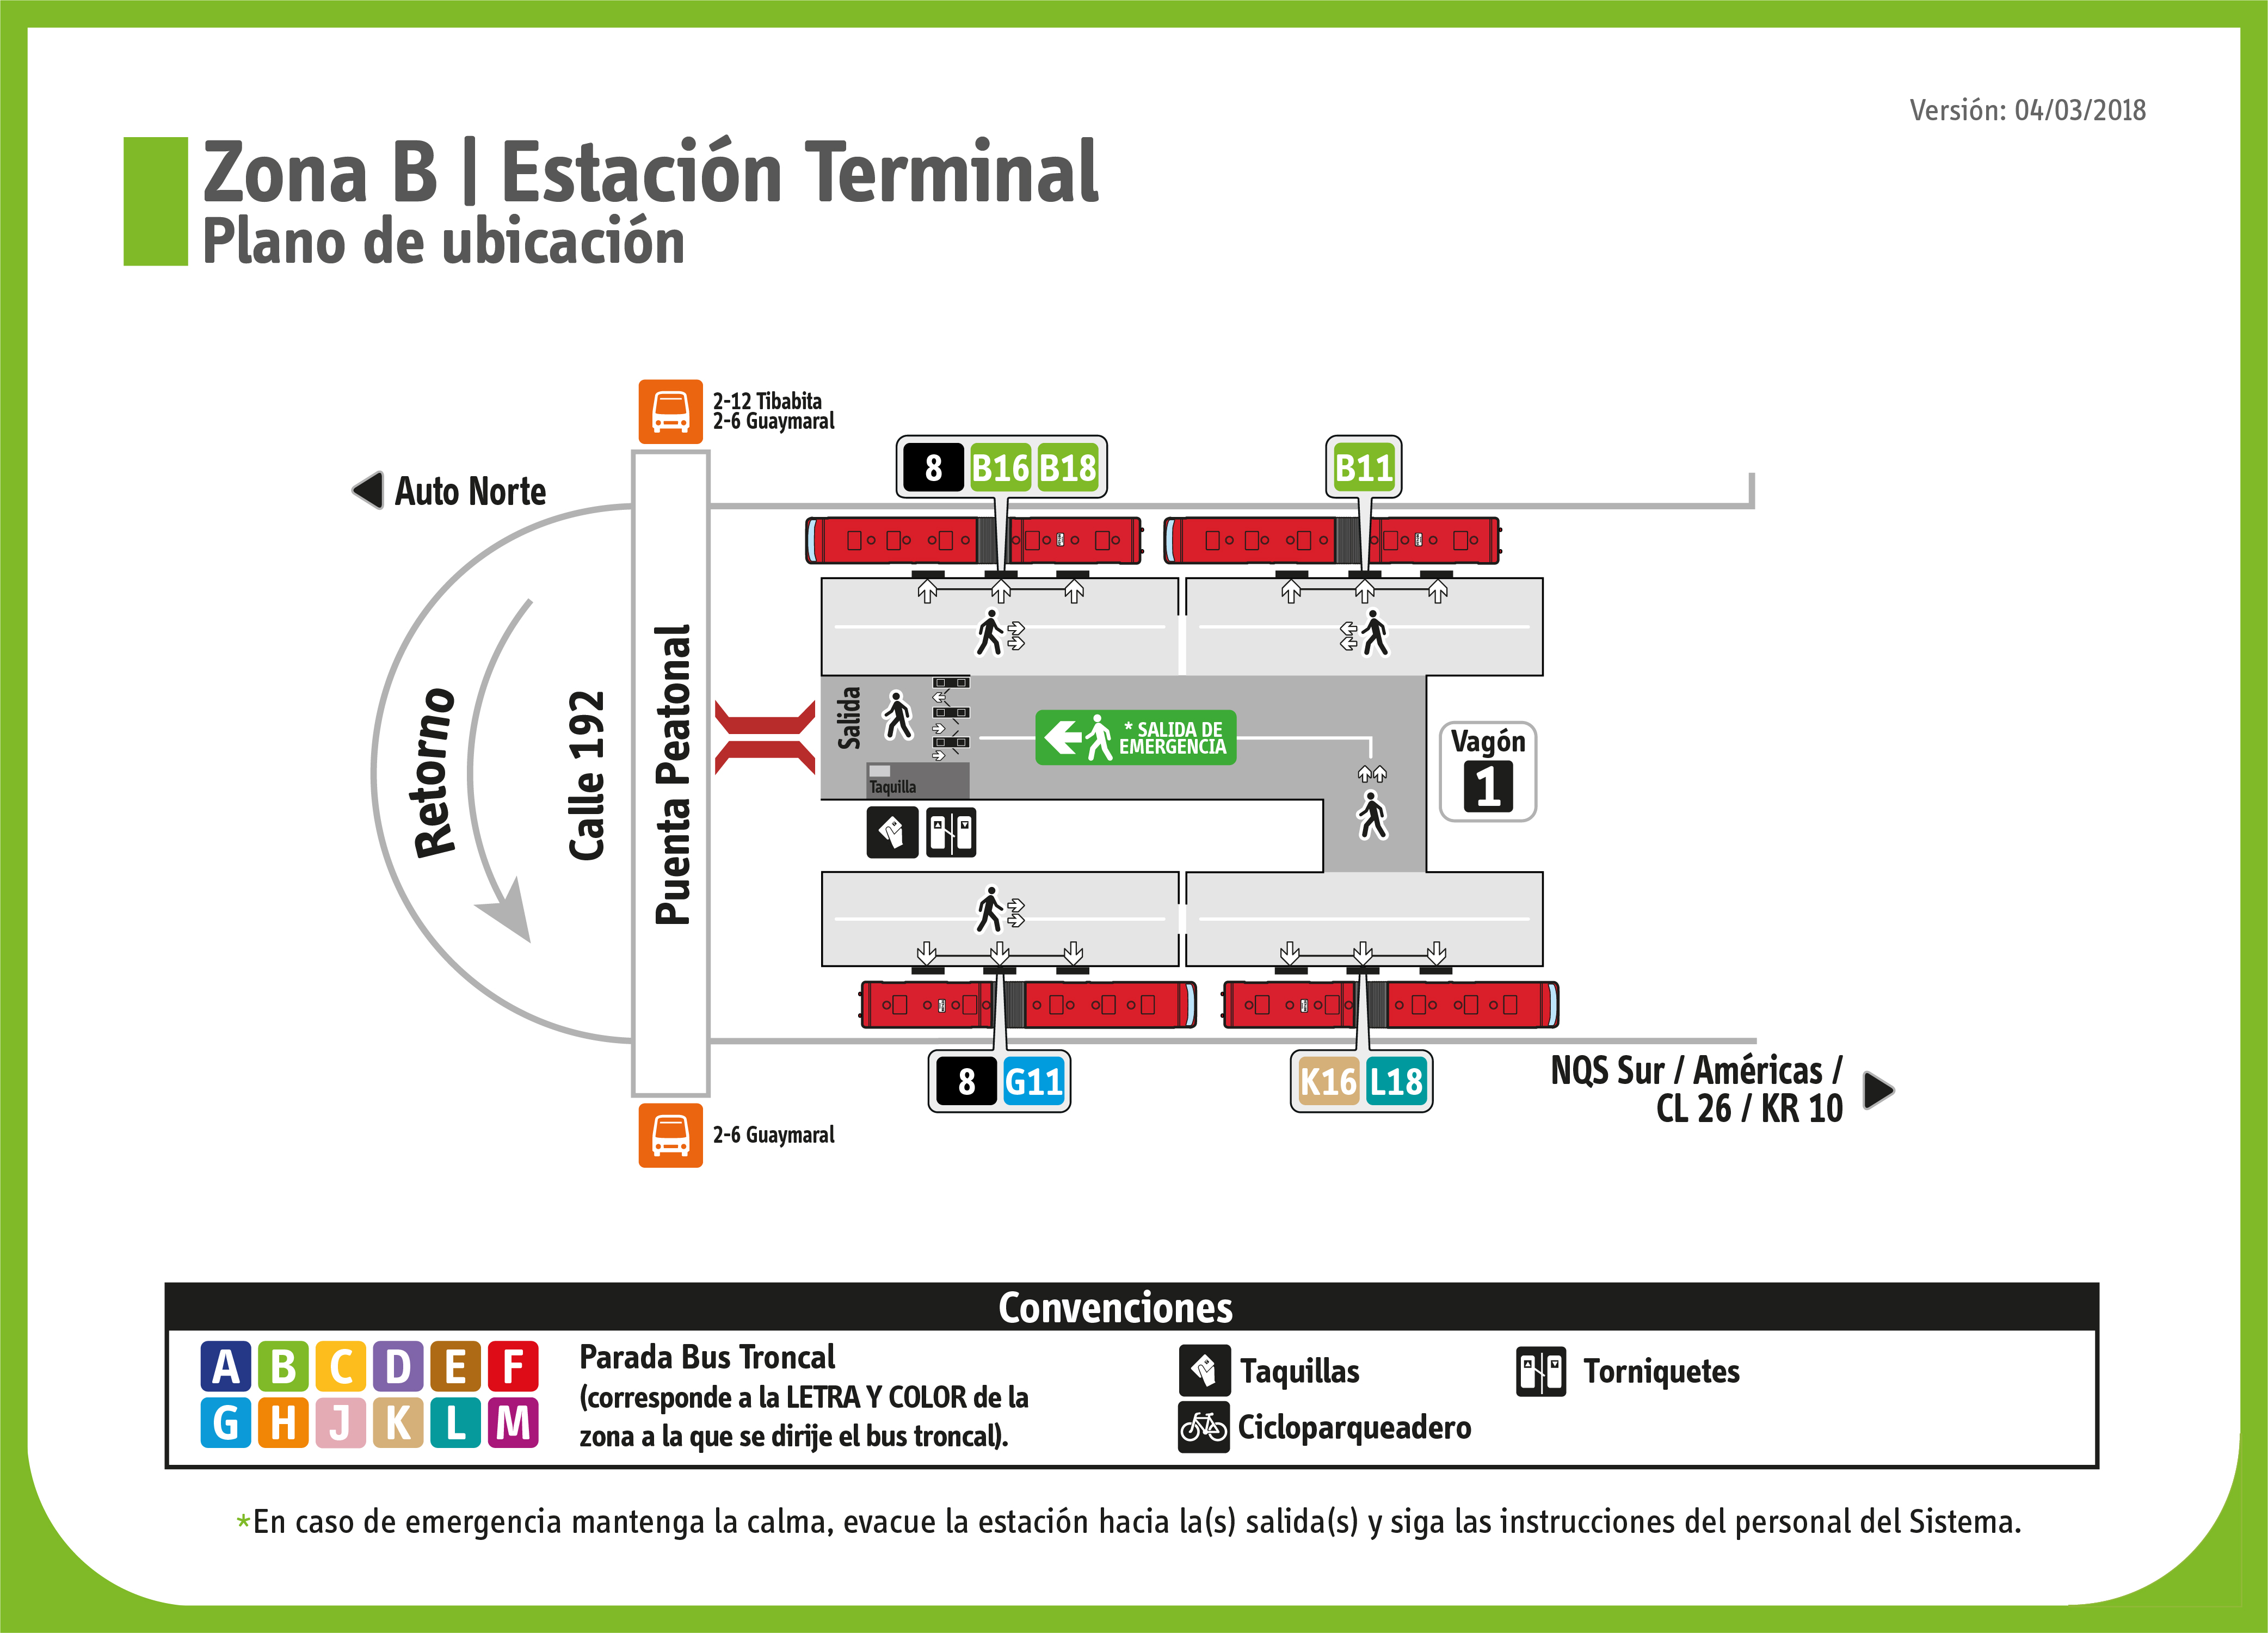 Versión: 04/03/2018
Zona B | Estación Terminal
Plano de ubicación
2-12 Tibabita
2-6 Guaymaral
Auto Norte
8 B16 B18
B11
Retorno
Calle 192
Puenta Peatonal
Salida
* SALIDA DE
EMERGENCIA
Taquilla
Vagón
1
8 G11
K16 L18
2-6 Guaymaral
NQS Sur / Américas /
CL 26 / KR 10
Convenciones
A B C D E F
G H J K L M
Parada Bus Troncal
(corresponde a la LETRA Y COLOR de la
zona a la que se dirije el bus troncal).
Taquillas
Cicloparqueadero
Torniquetes
*En caso de emergencia mantenga la calma, evacue la estación hacia la(s) salida(s) y siga las instrucciones del personal del Sistema.